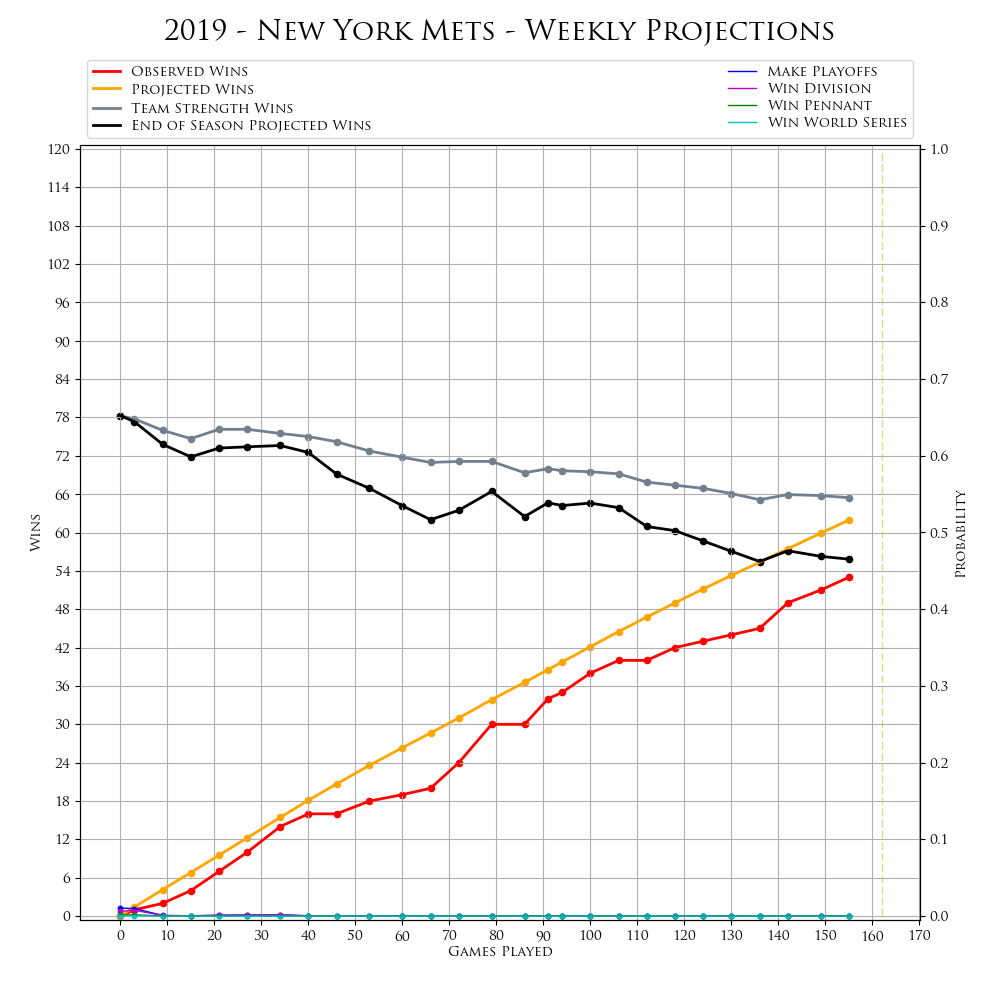 2019 - New York Mets - Weekly Projections
Observed Wins
Projected Wins
Team Strength Wins
End of Season Projected Wins
Make Playoffs
Win Division
Win Pennant
Win World Series
120
114
108
102
96
90
84
78
72
66
60
54
48
42
36
30
24
18
12
6
0
Wins
1.0
0.9
0.8
0.7
0.6
0.5
0.4
0.3
0.2
0.1
0.0
Probability
0 10 20 30 40 50 60 70 80 90 100 110 120 130 140 150 160 170
Games Played